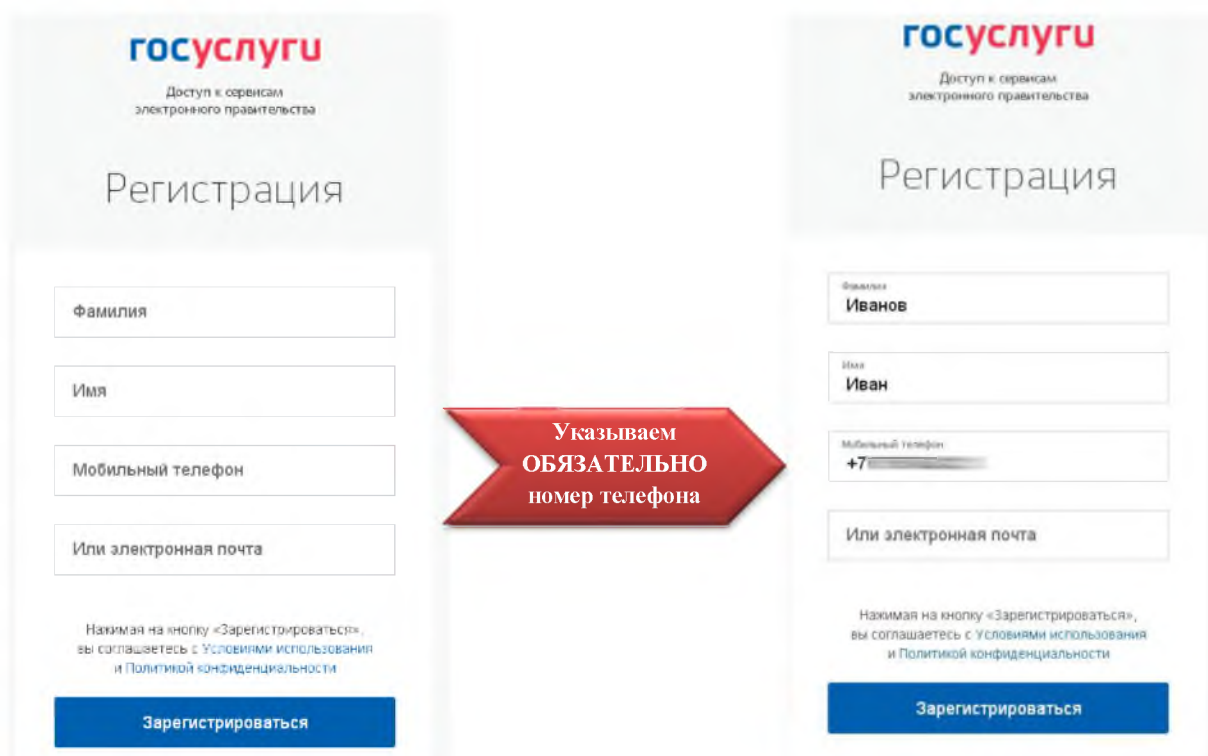 госуслуги
Доступ к сервисам
электронного правительства
Регистрация
Фамилия
Имя
Мобильный телефон
Или электронная почта
Нажимая на кнопку «Зарегистрироваться»,
вы соглашаетесь с Условиями использования
и Политикой конфиденциальности
Зарегистрироваться
Указываем
ОБЯЗАТЕЛЬНО
номер телефона
госуслуги
Доступ к сервисам
электронного правительства
Регистрация
Фамилия
Иванов
Имя
Иван
Мобильный телефон
+7
Или электронная почта
Нажимая на кнопку «Зарегистрироваться»,
вы соглашаетесь с Условиями использования
и Политикой конфиденциальности
Зарегистрироваться